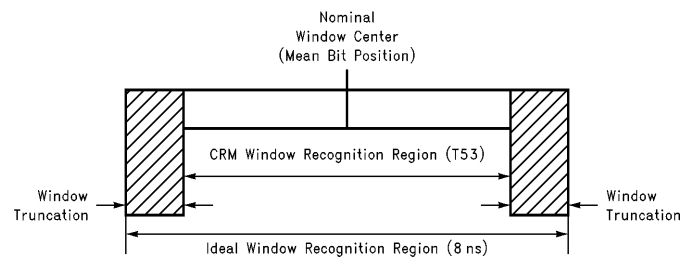 Nominal
Window Center
(Mean Bit Position)
CRM Window Recognition Region (T53)
Window
Truncation
Window
Truncation
Ideal Window Recognition Region (8 ns)